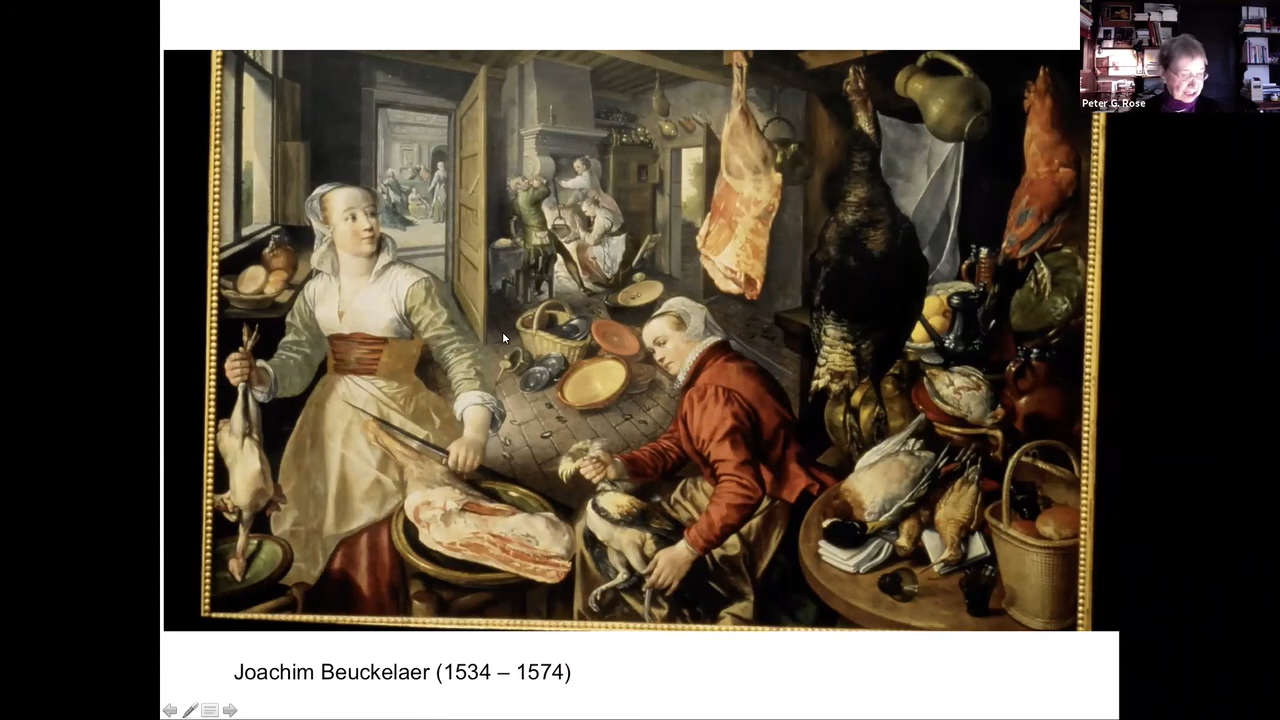 Peter G. Rose
Joachim Beuckelaer (1534 – 1574)